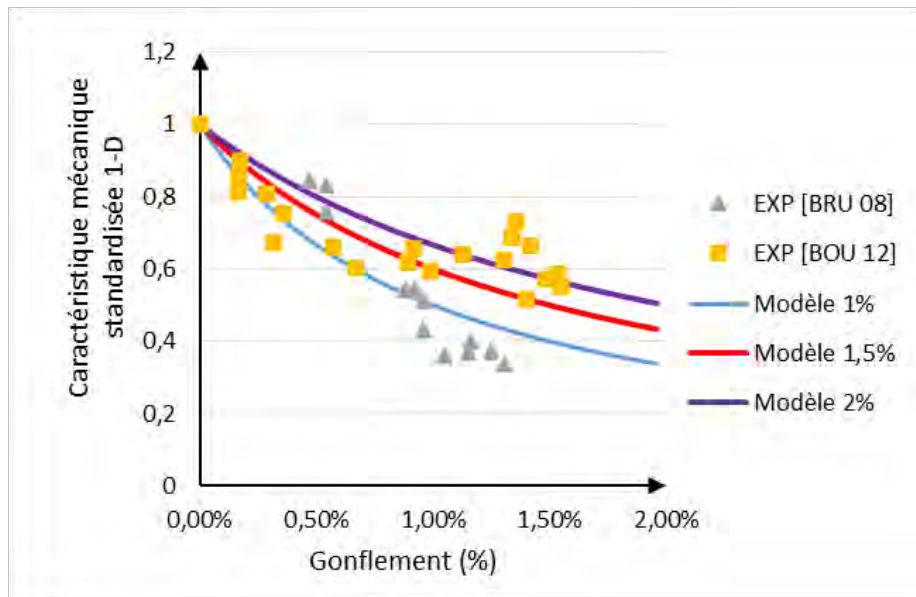 Caractéristique mécanique
standardisée 1-D
1,2
1
0,8
0,6
0,4
0,2
0
0,00%
0,50%
1,00%
1,50%
2,00%
Gonflement (%)
EXP [BRU 08]
EXP [BOU 12]
Modèle 1%
Modèle 1,5%
Modèle 2%